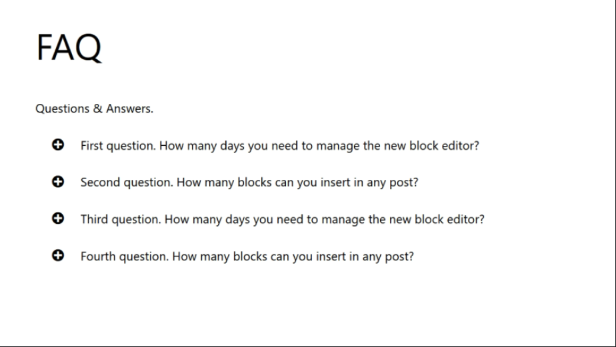 FAQ
Questions & Answers.
First question. How many days you need to manage the new block editor?
Second question. How many blocks can you insert in any post?
Third question. How many days you need to manage the new block editor?
Fourth question. How many blocks can you insert in any post?